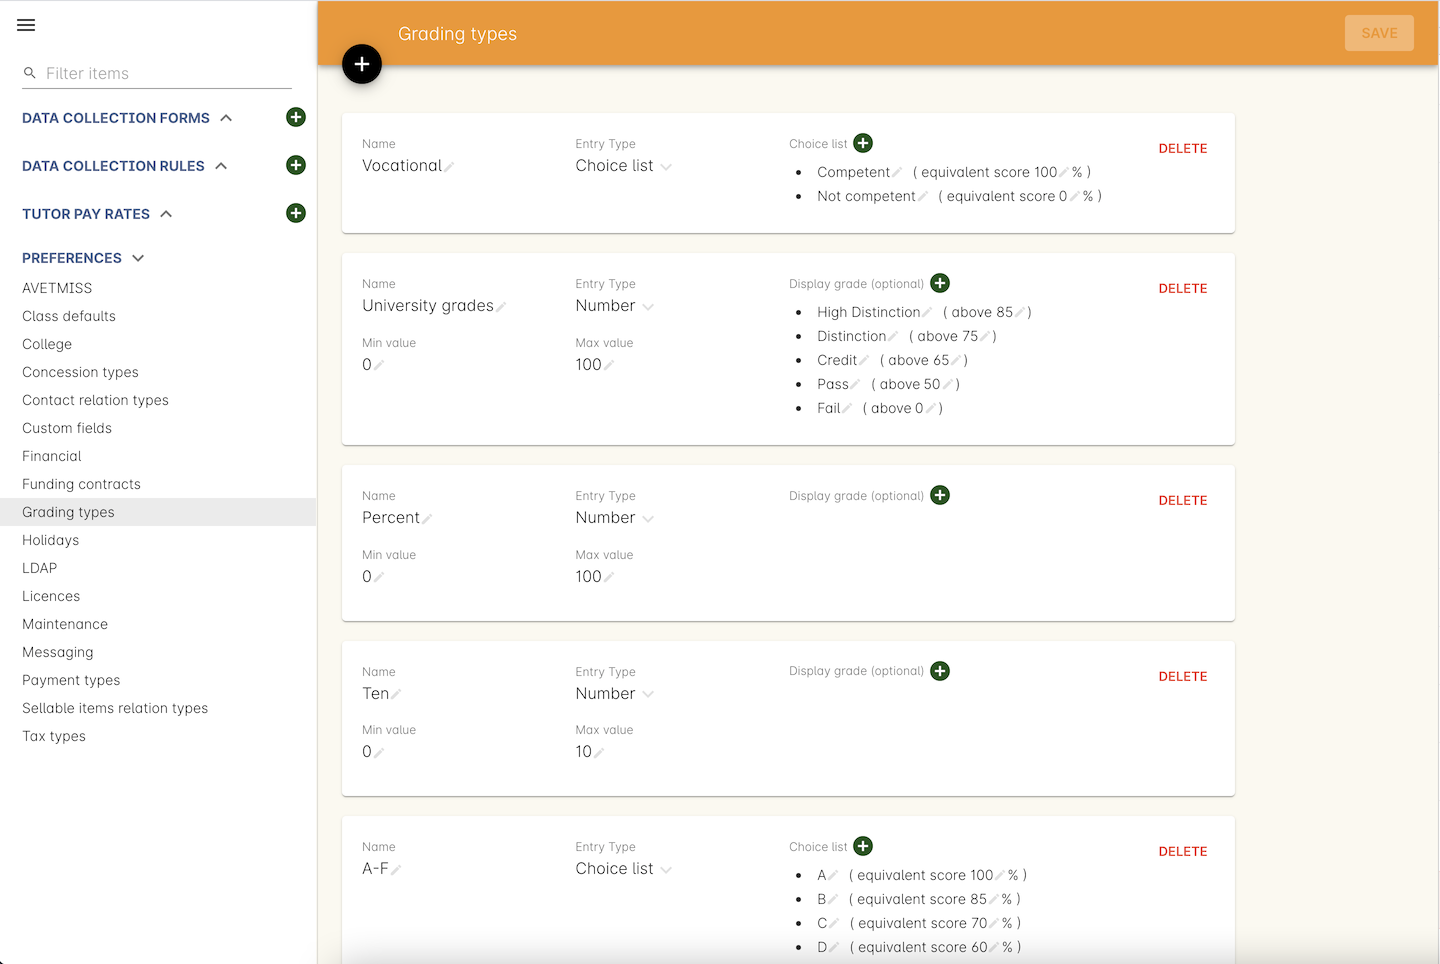 Grading types
SAVE
Filter items
DATA COLLECTION FORMS
DATA COLLECTION RULES
TUTOR PAY RATES
PREFERENCES
AVETMISS
Class defaults
College
Concession types
Contact relation types
Custom fields
Financial
Funding contracts
Grading types
Holidays
LDAP
Licences
Maintenance
Messaging
Payment types
Sellable items relation types
Tax types
Name
Vocational
Entry Type
Choice list
Choice list
• Competent ( equivalent score 100 % )
• Not competent ( equivalent score 0 % )
DELETE
Name
University grades
Entry Type
Number
Min value
0
Max value
100
Display grade (optional)
• High Distinction ( above 85 )
• Distinction ( above 75 )
• Credit ( above 65 )
• Pass ( above 50 )
• Fail ( above 0 )
DELETE
Name
Percent
Entry Type
Number
Min value
0
Max value
100
Display grade (optional)
DELETE
Name
Ten
Entry Type
Number
Min value
0
Max value
10
Display grade (optional)
DELETE
Name
A-F
Entry Type
Choice list
Choice list
• A ( equivalent score 100 % )
• B ( equivalent score 85 % )
• C ( equivalent score 70 % )
• D ( equivalent score 60 % )
DELETE